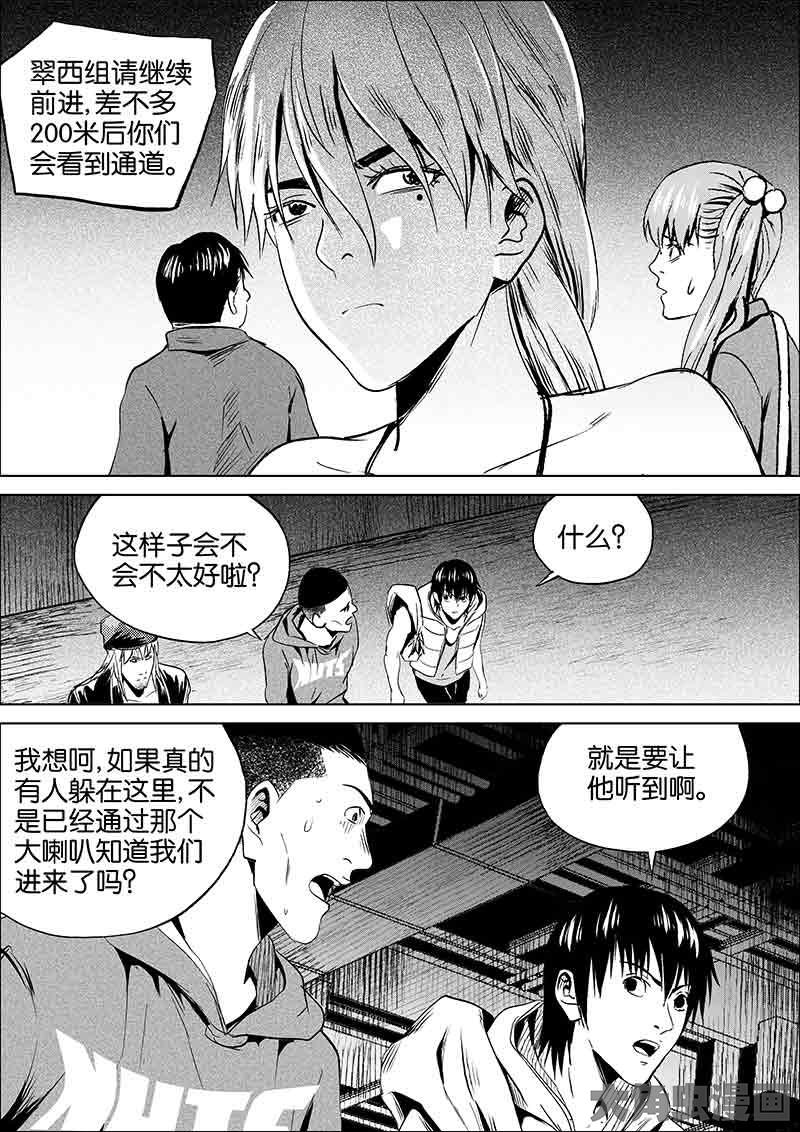 翠西组请继续
前进,差不多
200米后你们
会看到通道。
这样子会不
会不太好啦?
什么?
NUTS
我想呵,如果真的
有人躲在这里,不
是已经通过那个
大喇叭知道我们
进来了吗?
就是要让
他听到啊。
NUTS
大角虫漫画